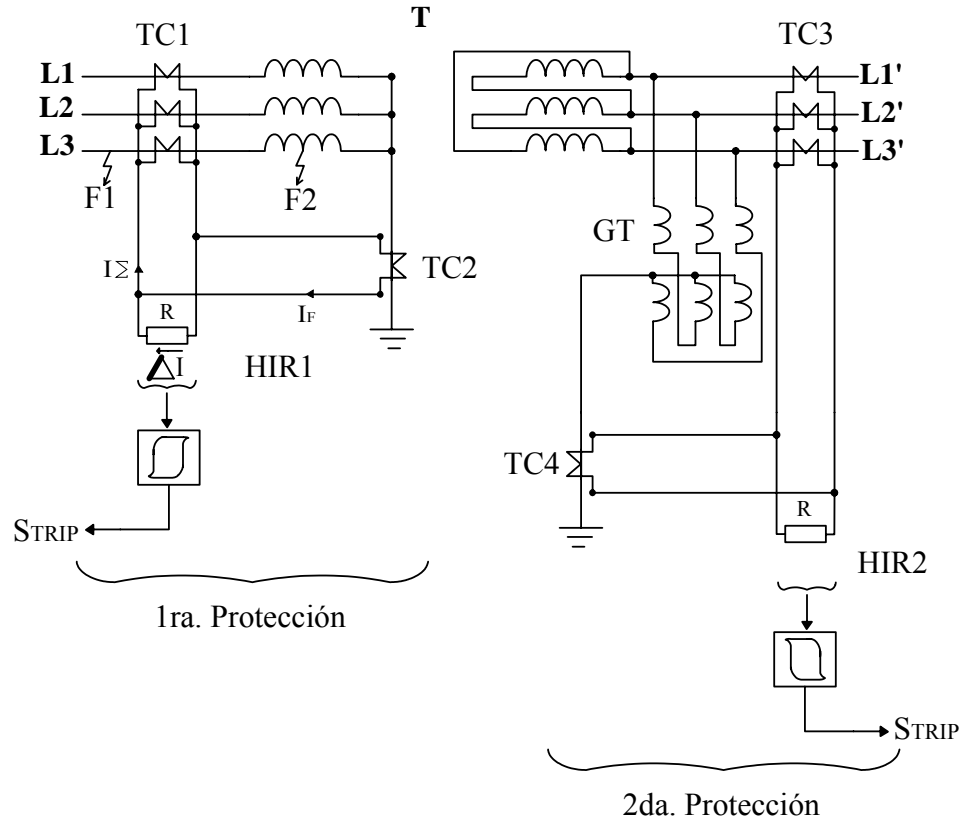 T
TC1
TC3
L1
L2
L3
L1'
L2'
L3'
F1
F2
GT
TC2
I∑
IF
R
ΔI
HIR1
TC4
STRIP
R
HIR2
1ra. Protección
STRIP
2da. Protección